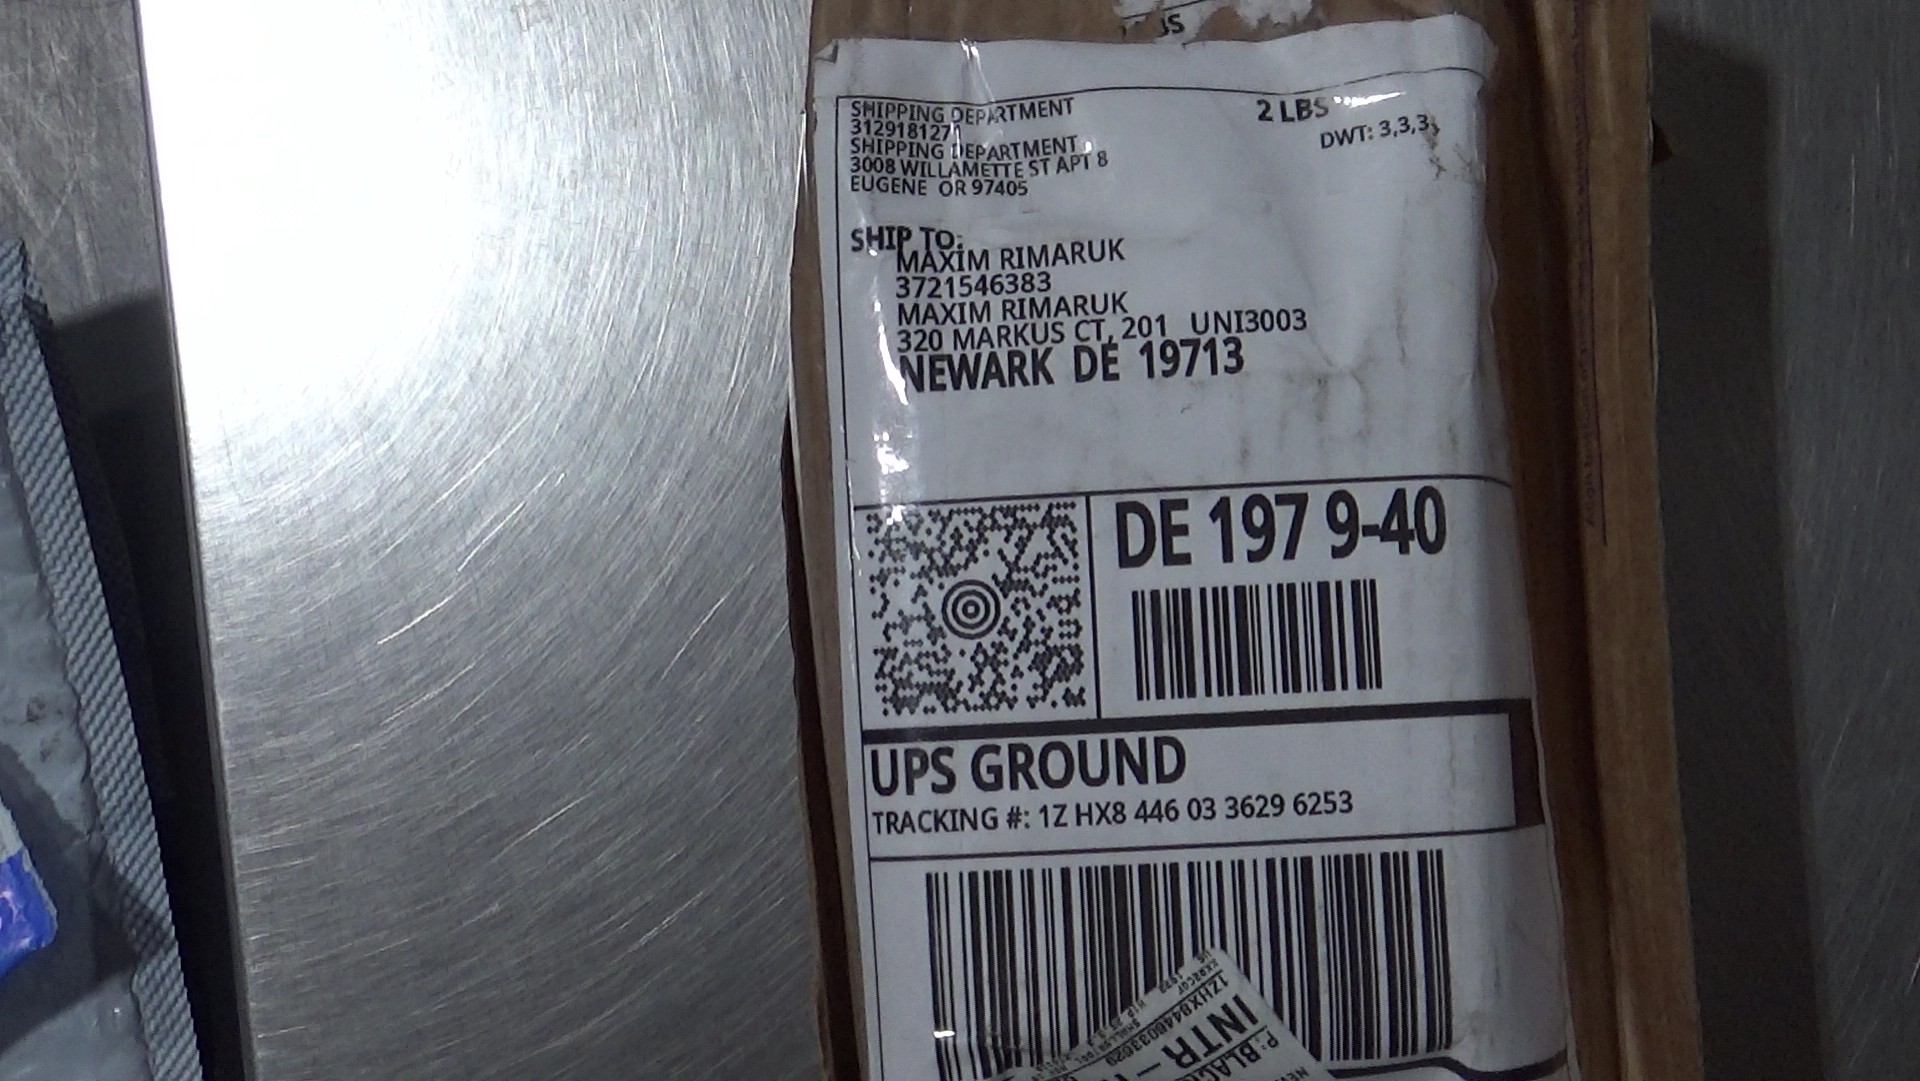 SHIPPING DEPARTMENT
3129181271
SHIPPING DEPARTMENT
3008 WILLAMETTE ST APT 8
EUGENE OR 97405
2 LBS
DWT: 3,3,3
SHIP TO:
MAXIM RIMARUK
3721546383
MAXIM RIMARUK
320 MARKUS CT, 201 UNI3003
NEWARK DE 19713
DE 197 9-40
UPS GROUND
TRACKING #: 1Z HX8 446 03 3629 6253
INTR